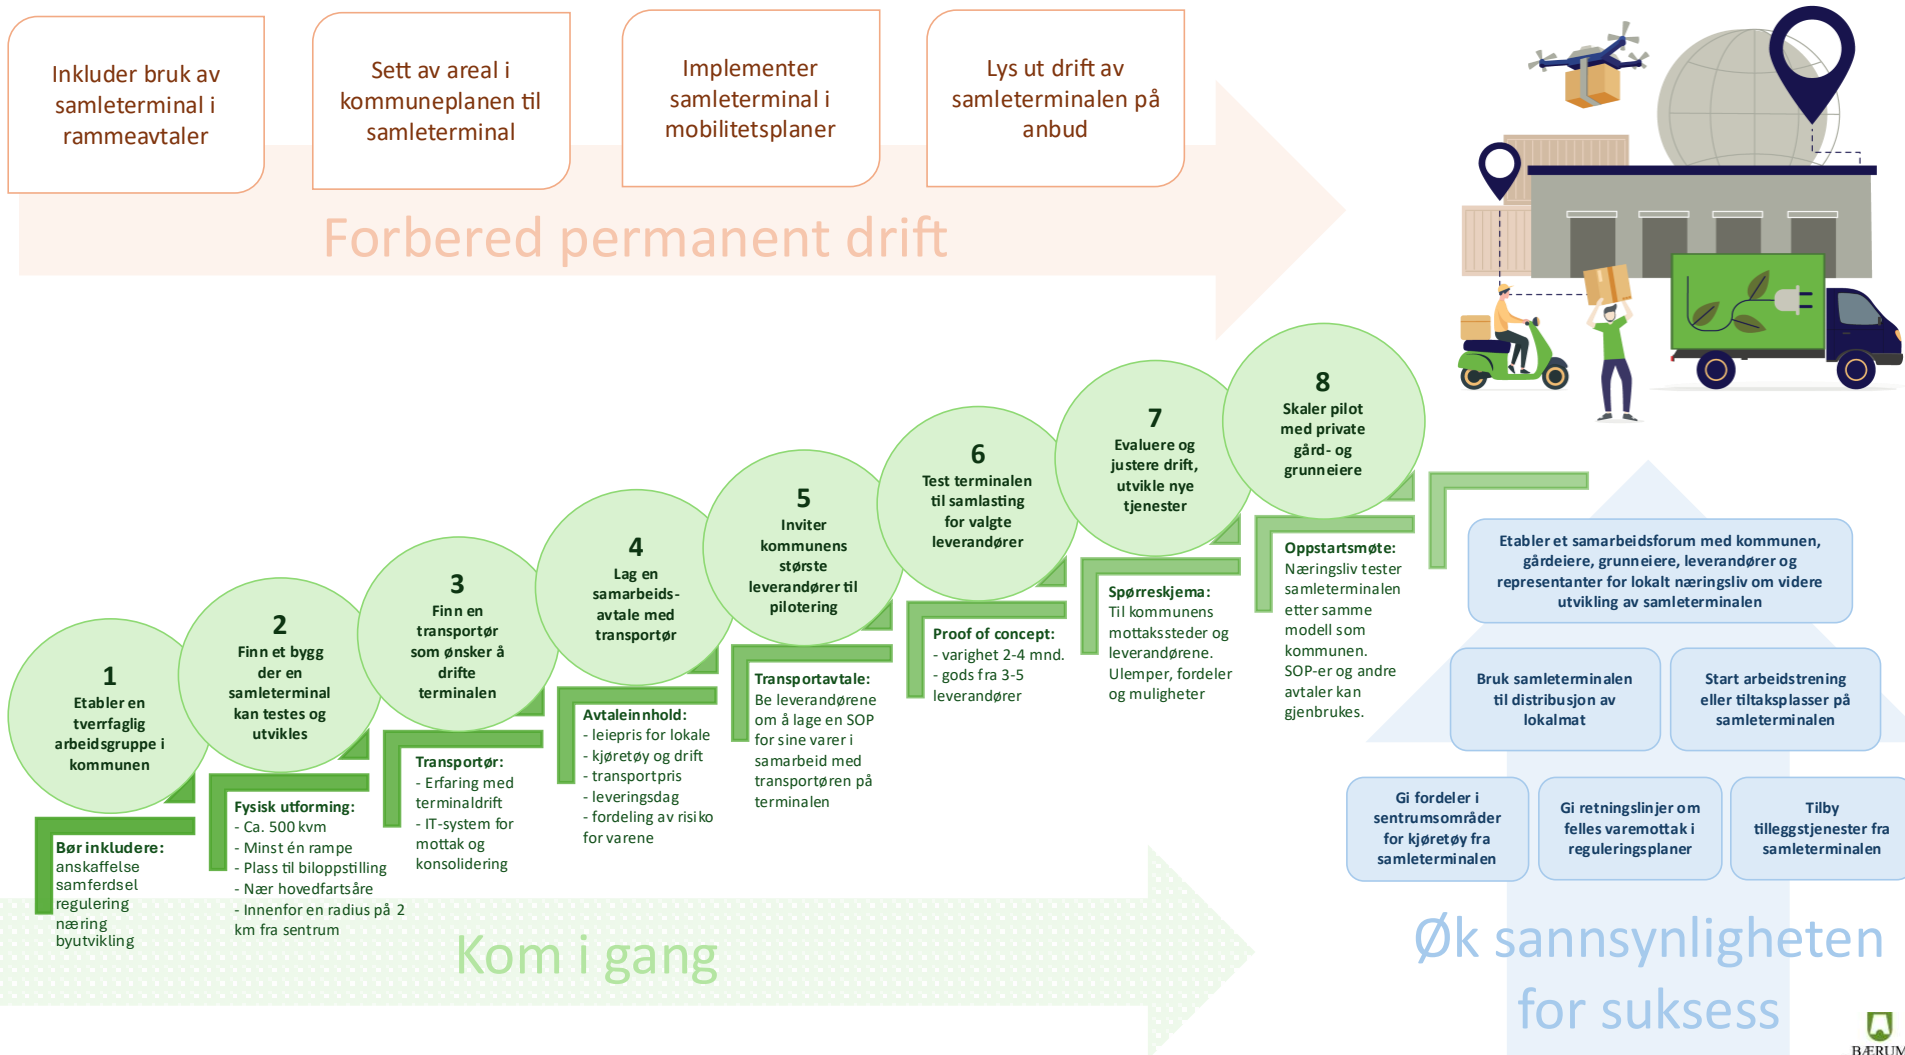 Inkluder bruk av
samleterminal i
rammeavtaler
Sett av areal i
kommuneplanen til
samleterminal
Implementer
samleterminal i
mobilitetsplaner
Lys ut drift av
samleterminalen på
anbud
Forbered permanent drift
1
Etabler en
tverrfaglig
arbeidsgruppe i
kommunen
Bør inkludere:
anskaffelse
samferdsel
regulering
næring
byutvikling
2
Finn et bygg
der en
samleterminal
kan testes og
utvikles
Fysisk utforming:
- Ca. 500 kvm
- Minst én rampe
- Plass til biloppstilling
- Nær hovedfartsåre
- Innenfor en radius på 2
km fra sentrum
3
Finn en
transportør
som ønsker å
drifte
terminalen
Transportør:
- Erfaring med
terminaldrift
- IT-system for
mottak og
konsolidering
4
Lag en
samarbeids-
avtale med
transportør
Avtaleinnhold:
- leiepris for lokale
- kjøretøy og drift
- transportpris
- leveringsdag
- fordeling av risiko
for varene
5
Inviter
kommunens
største
leverandører til
pilotering
Transportavtale:
Be leverandørene
om å lage en SOP
for sine varer i
samarbeid med
transportøren på
terminalen
6
Test terminalen
til samlasting
for valgte
leverandører
Proof of concept:
- varighet 2-4 mnd.
- gods fra 3-5
leverandører
7
Evaluere og
justere drift,
utvikle nye
tjenester
Spørreskjema:
Til kommunens
mottakssteder og
leverandørene.
Ulemper, fordeler
og muligheter
8
Skaler pilot
med private
gård- og
grunneiere
Oppstartsmøte:
Næringsliv tester
samleterminalen
etter samme
modell som
kommunen.
SOP-er og andre
avtaler kan
gjenbrukes.
Kom i gang
Etabler et samarbeidsforum med kommunen,
gårdeiere, grunneiere, leverandører og
representanter for lokalt næringsliv om videre
utvikling av samleterminalen
Bruk samleterminalen
til distribusjon av
lokalmat
Start arbeidstrening
eller tiltaksplasser på
samleterminalen
Gi fordeler i
sentrumsområder
for kjøretøy fra
samleterminalen
Gi retningslinjer om
felles varemottak i
reguleringsplaner
Tilby
tilleggstjenester fra
samleterminalen
Øk sannsynligheten
for suksess
BÆRUM